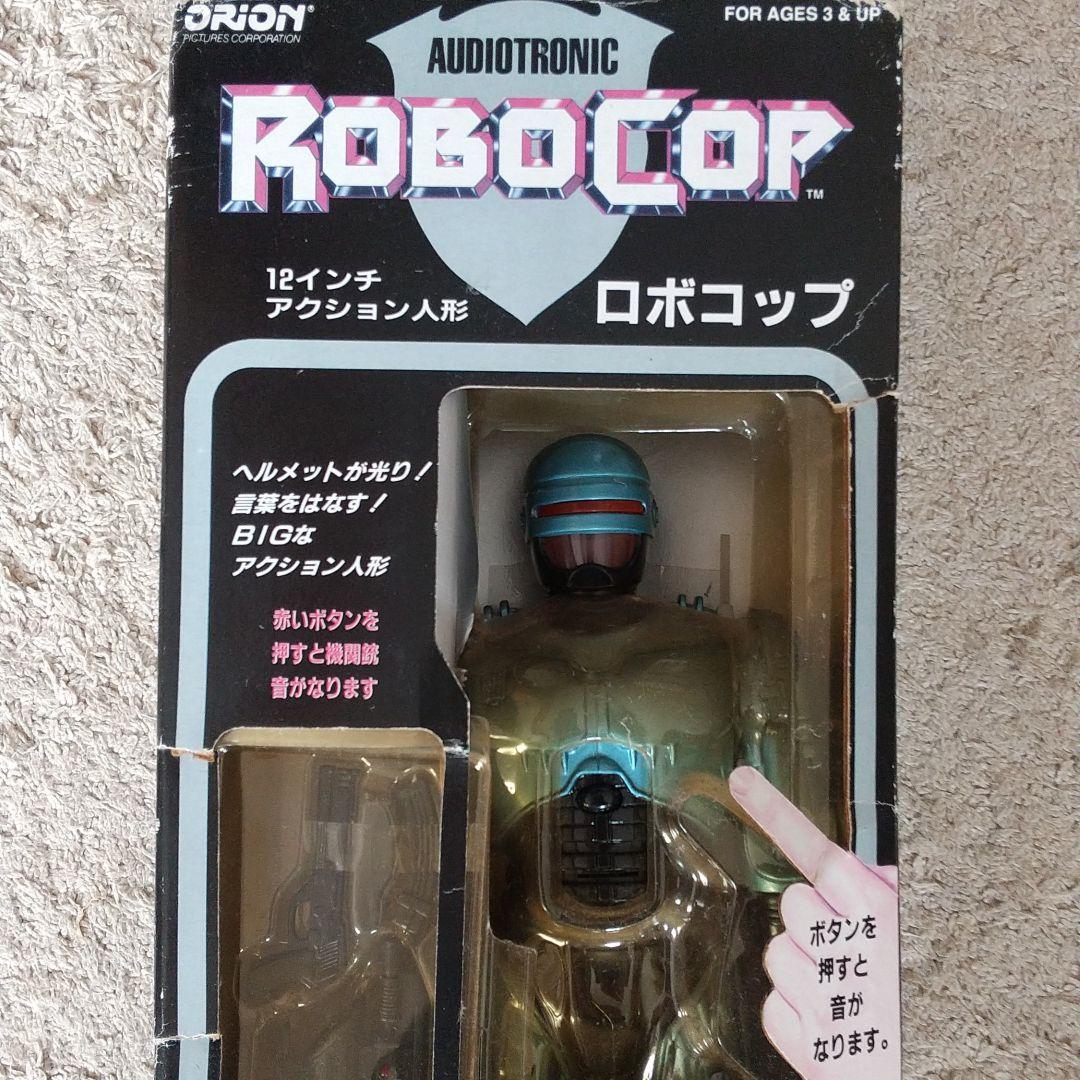 ORION®
PICTURES CORPORATION
FOR AGES 3 & UP
AUDIOTRONIC
ROBOCOP™
12インチ
アクション人形
ロボコップ
ヘルメットが光り!
言葉をはなす!
BIGな
アクション人形
赤いボタンを
押すと機関銃
音がなります
ボタンを
押すと
音が
なります。